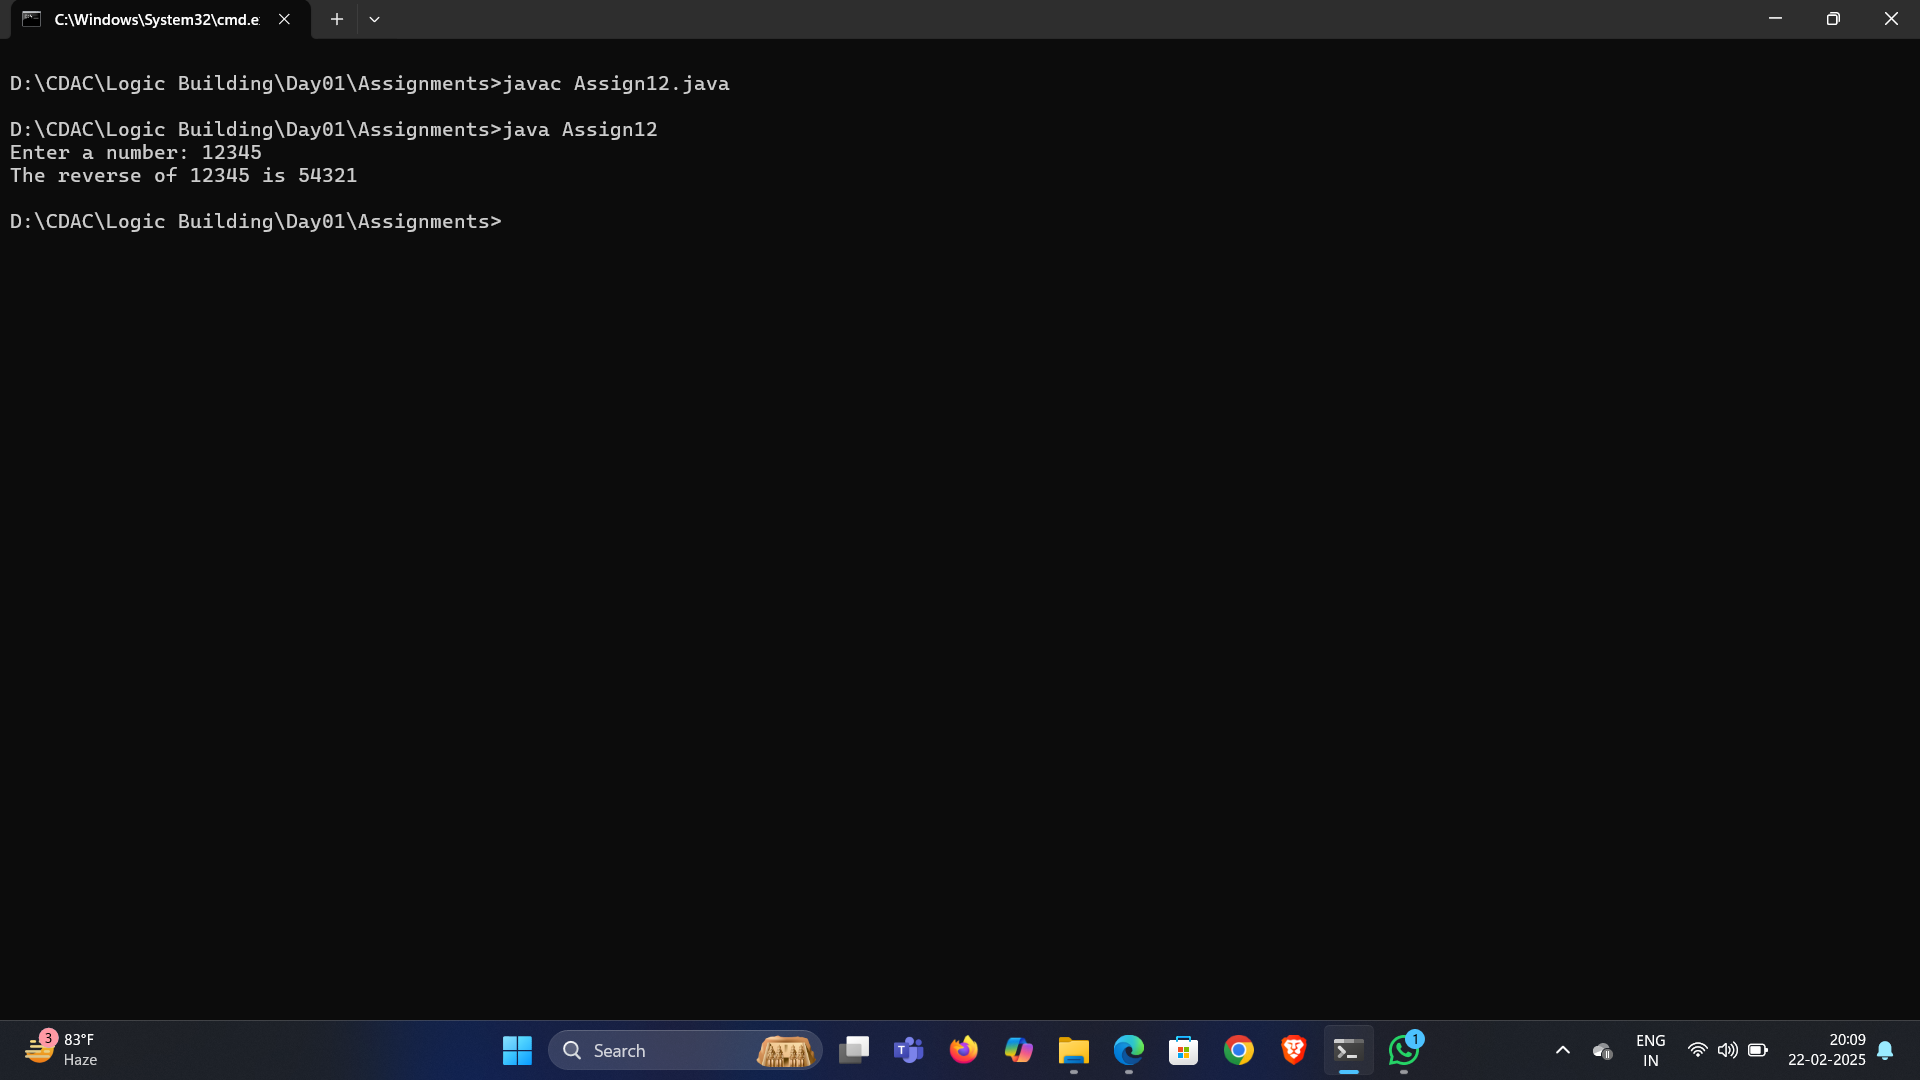 C:\Windows\System32\cmd.e
D:\CDAC\Logic Building\Day01\Assignments>javac Assign12.java
D:\CDAC\Logic Building\Day01\Assignments>java Assign12
Enter a number: 12345
The reverse of 12345 is 54321
D:\CDAC\Logic Building\Day01\Assignments>
3
83°F
Haze
Search
1
ENG
IN
20:09
22-02-2025